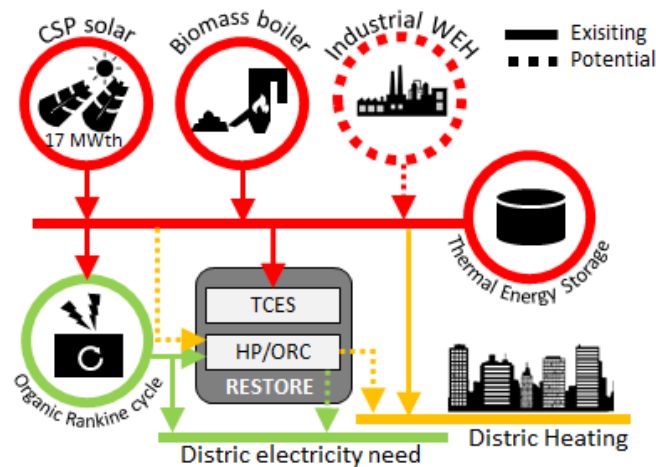 CSP solar
Biomass boiler
Industrial WEH
Exisiting
Potential
17 MWth
Thermal Energy Storage
TCES
HP/ORC
RESTORE
Organic Rankine cycle
Distric electricity need
Distric Heating